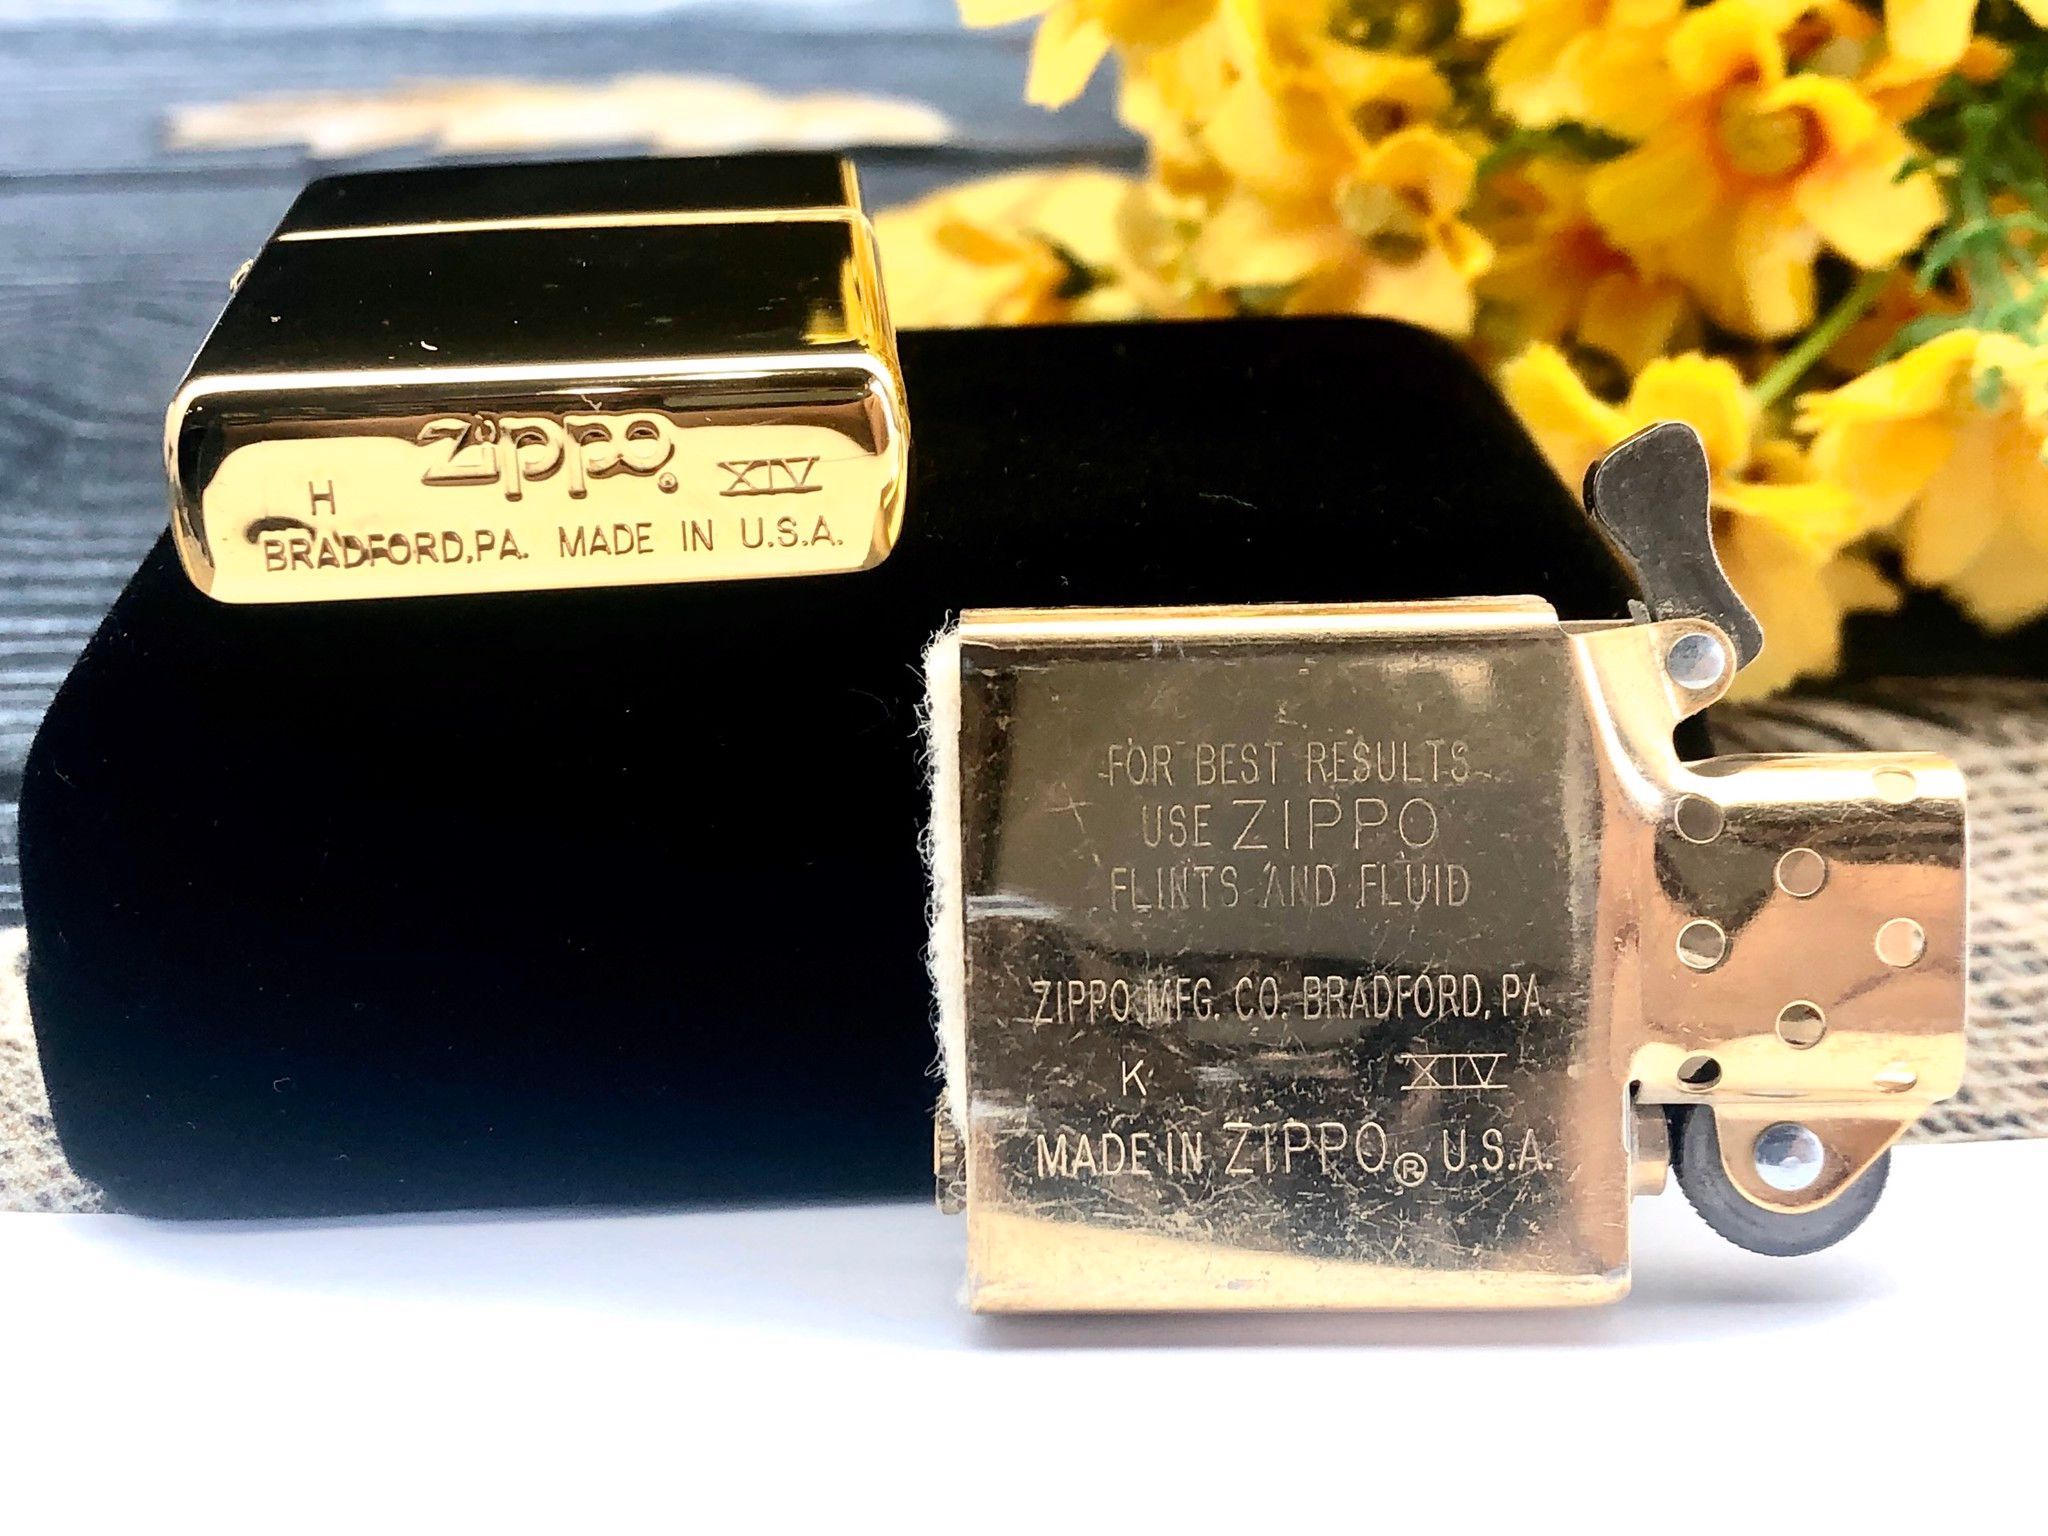 Zippo
H XIV
BRADFORD,PA. MADE IN U.S.A.
FOR BEST RESULTS
USE ZIPPO
FLINTS AND FLUID
ZIPPO MFG. CO. BRADFORD, PA.
K XIV
MADE IN ZIPPO® U.S.A.